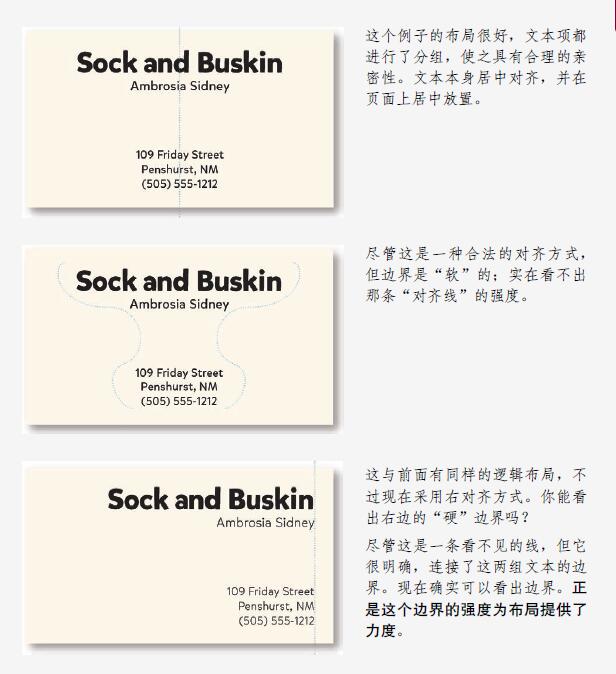 Sock and Buskin
Ambrosia Sidney
109 Friday Street
Penshurst, NM
(505) 555-1212
这个例子的布局很好，文本项都
进行了分组，使之具有合理的亲
密性。文本本身居中对齐，并在
页面上居中放置。
Sock and Buskin
Ambrosia Sidney
109 Friday Street
Penshurst, NM
(505) 555-1212
尽管这是一种合法的对齐方式，
但边界是“软”的；实在看不出
那条“对齐线”的强度。
Sock and Buskin
Ambrosia Sidney
109 Friday Street
Penshurst, NM
(505) 555-1212
这与前面有同样的逻辑布局，不
过现在采用右对齐方式。你能看
出右边的“硬”边界吗？
尽管这是一条看不见的线，但它
很明确，连接了这两组文本的边
界。现在确实可以看出边界。正
是这个边界的强度为布局提供了
力度。